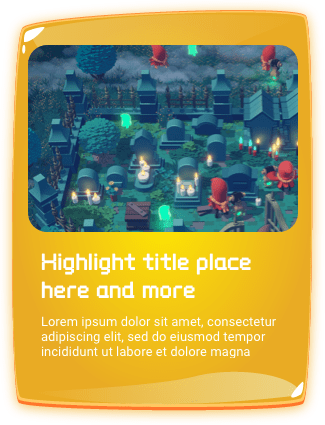 Highlight title place
here and more
Lorem ipsum dolor sit amet, consectetur
adipiscing elit, sed do eiusmod tempor
incididunt ut labore et dolore magna